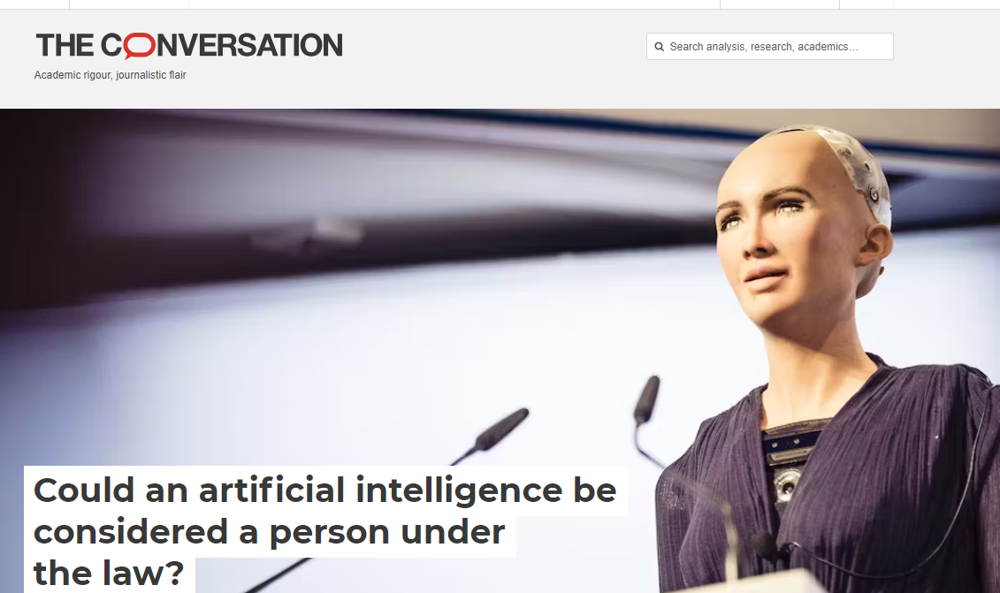 THE CONVERSATION
Academic rigour, journalistic flair
Search analysis, research, academics…
Could an artificial intelligence be
considered a person under
the law?